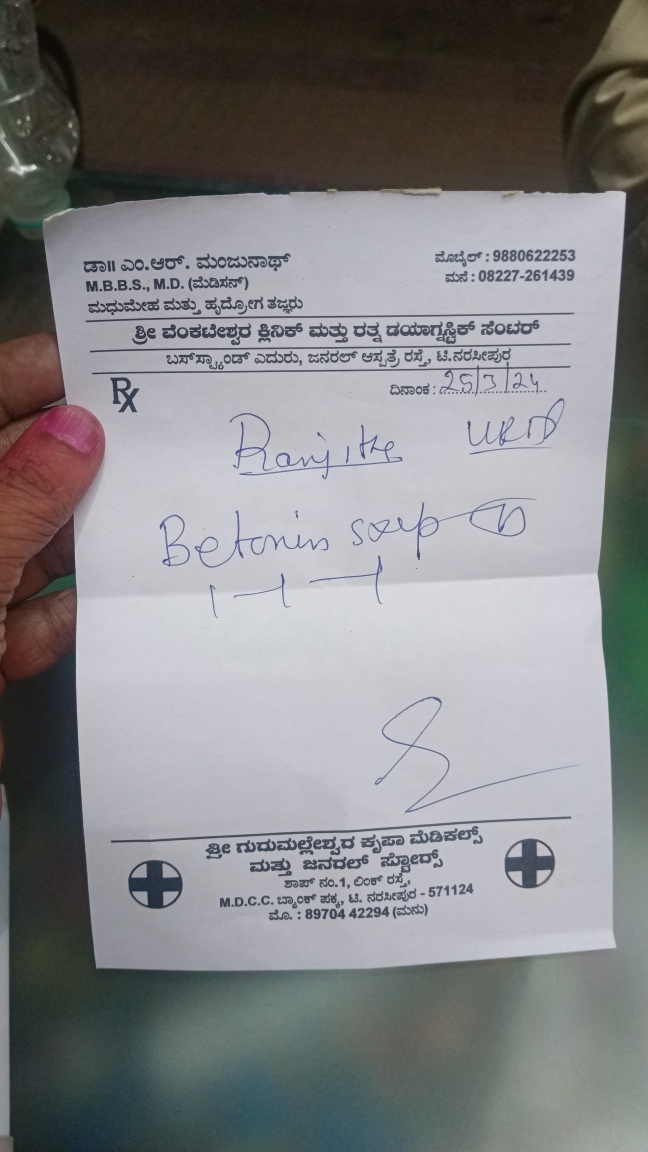 ಡಾ॥ ಎಂ.ಆರ್. ಮಂಜುನಾಥ್
M.B.B.S., M.D. (ಮೆಡಿಸನ್)
ಮಧುಮೇಹ ಮತ್ತು ಹೃದ್ರೋಗ ತಜ್ಞರು
ಮೊಬೈಲ್ : 9880622253
ಮನೆ : 08227-261439
ಶ್ರೀ ವೆಂಕಟೇಶ್ವರ ಕ್ಲಿನಿಕ್ ಮತ್ತು ರತ್ನ ಡಯಾಗ್ನಸ್ಟಿಕ್ ಸೆಂಟರ್
ಬಸ್‌ಸ್ಟ್ಯಾಂಡ್ ಎದುರು, ಜನರಲ್ ಆಸ್ಪತ್ರೆ ರಸ್ತೆ, ಟಿ.ನರಸೀಪುರ
Rx
ದಿನಾಂಕ : 25/3/24
Betonin
1-1-1
ಶ್ರೀ ಗುರುಮಲ್ಲೇಶ್ವರ ಕೃಪಾ ಮೆಡಿಕಲ್ಸ್
ಮತ್ತು ಜನರಲ್ ಸ್ಟೋರ್ಸ್
ಶಾಪ್ ನಂ.1, ಲಿಂಕ್ ರಸ್ತೆ,
M.D.C.C. ಬ್ಯಾಂಕ್ ಪಕ್ಕ, ಟಿ. ನರಸೀಪುರ - 571124
ಮೊ. : 89704 42294 (ಮನು)